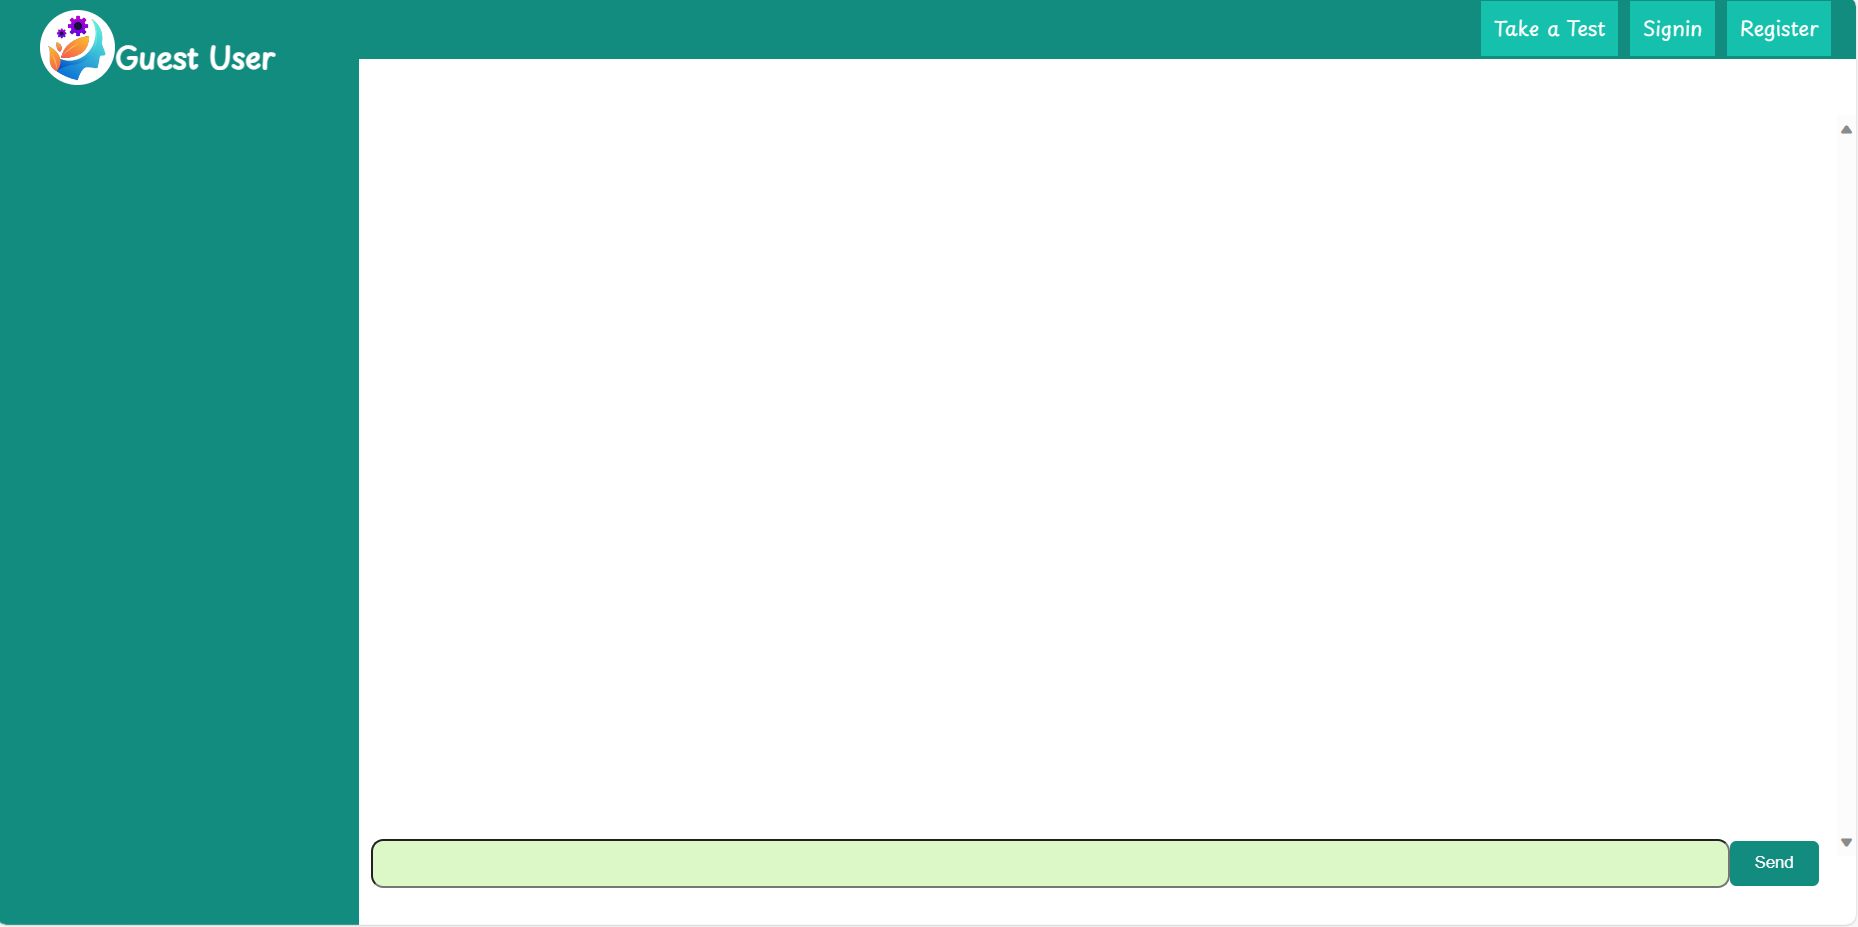 Guest User
Take a Test
Signin
Register
Send